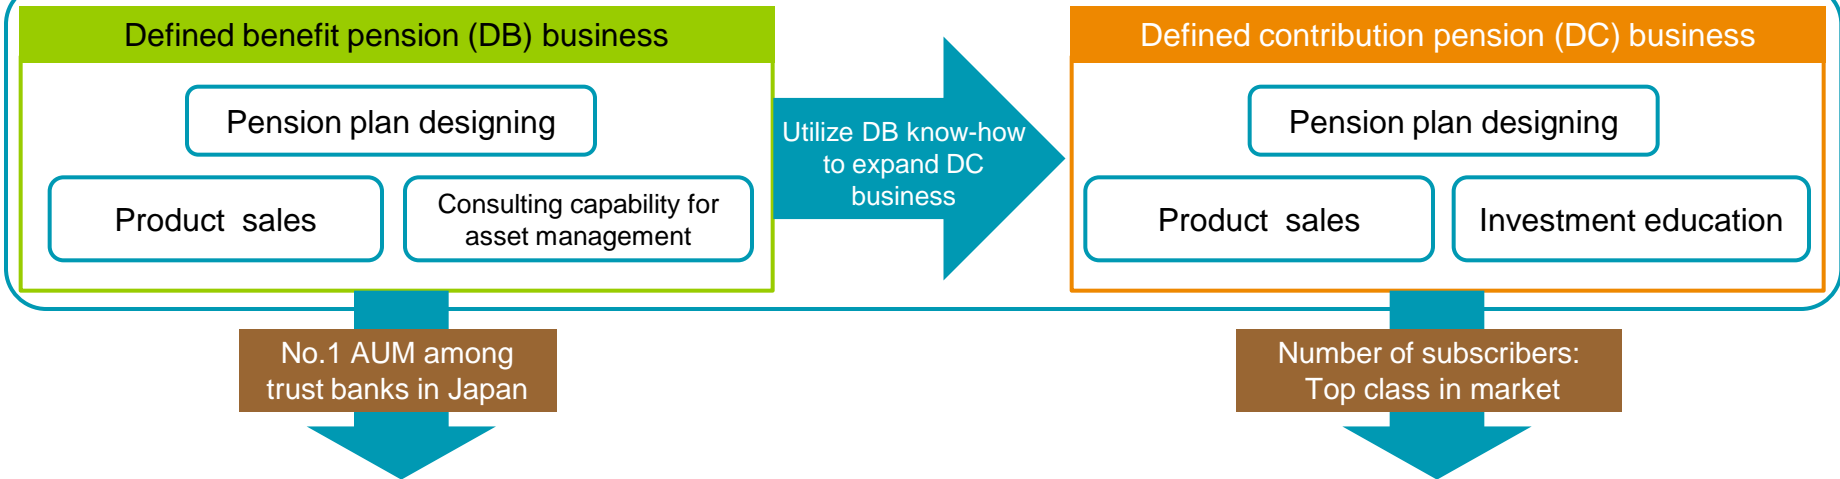 Defined benefit pension (DB) business
Pension plan designing
Product sales
Consulting capability for
asset management
Utilize DB know-how
to expand DC
business
Defined contribution pension (DC) business
Pension plan designing
Product sales
Investment education
No.1 AUM among
trust banks in Japan
Number of subscribers:
Top class in market